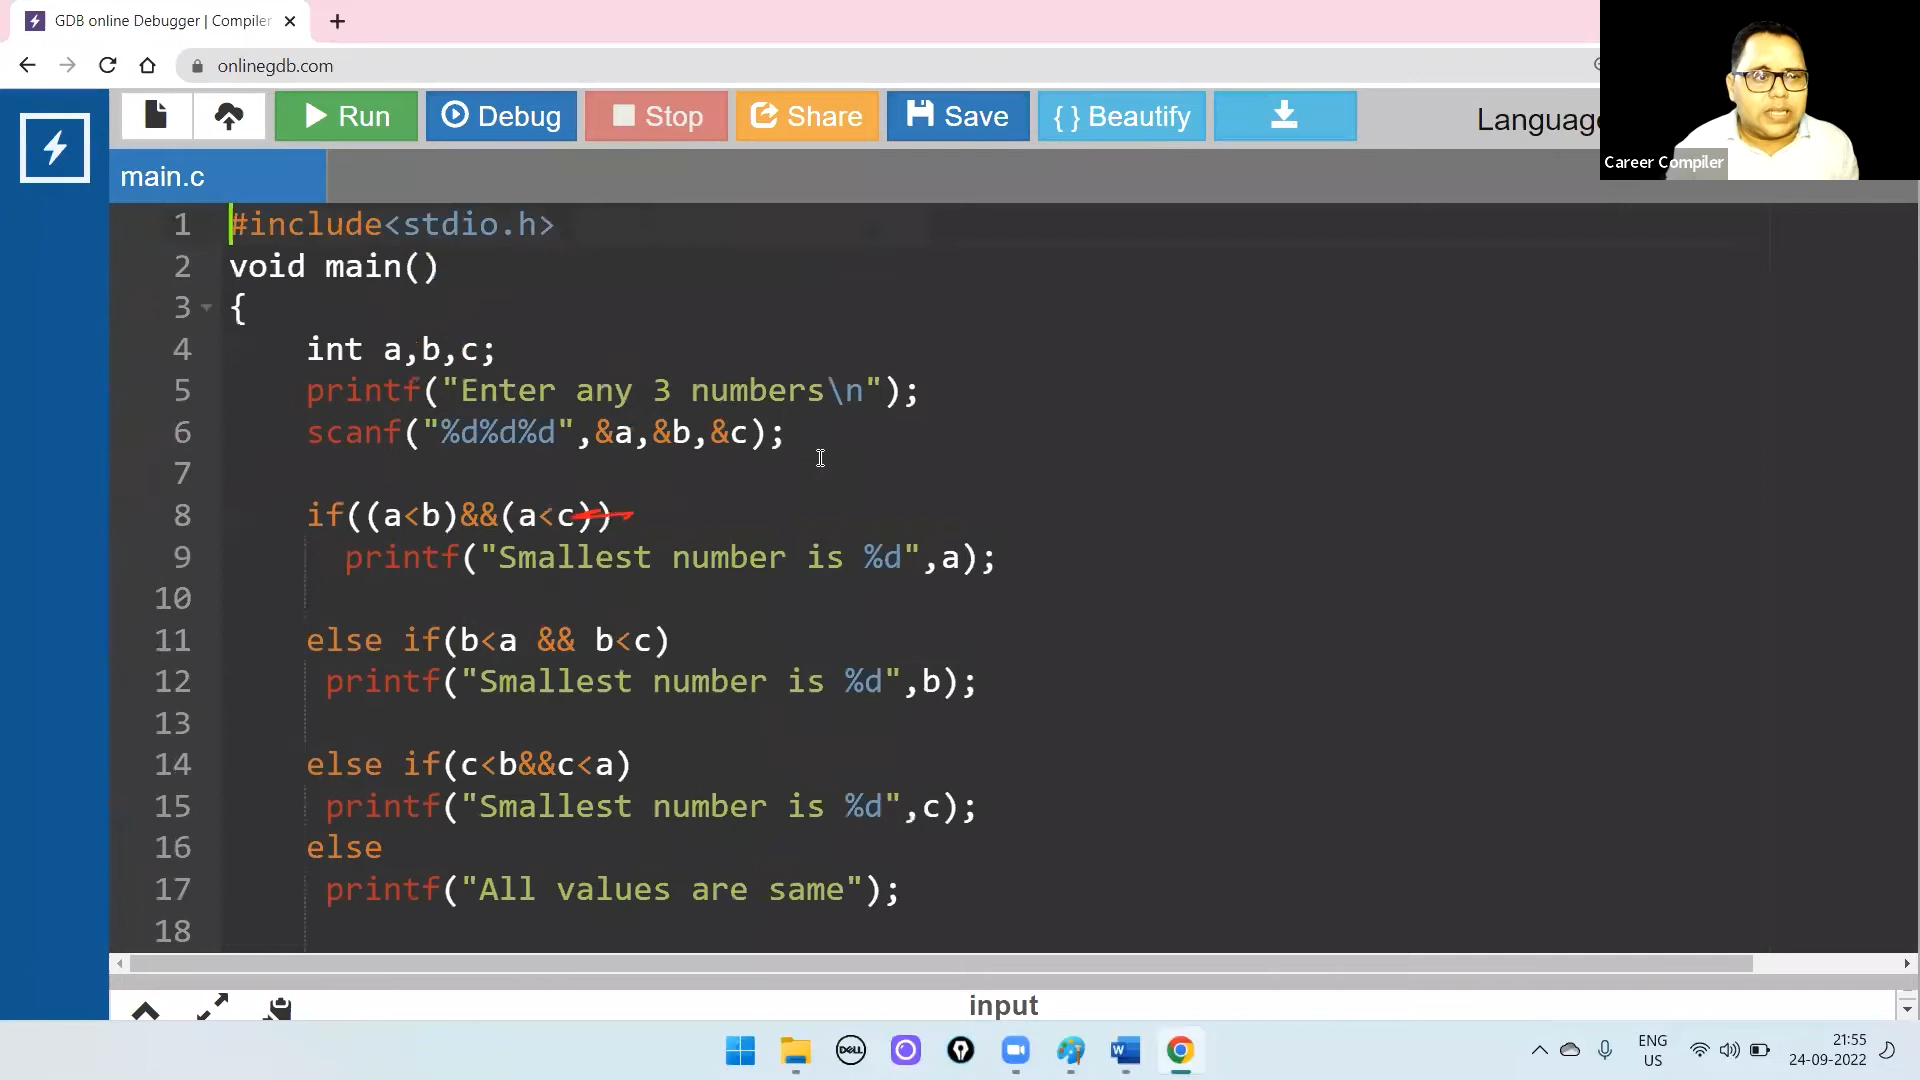 GDB online Debugger | Compiler
onlinegdb.com
Run
Debug
Stop
Share
Save
{ } Beautify
Language
Career Compiler
main.c
1 #include<stdio.h>
2 void main()
3 {
4 int a,b,c;
5 printf("Enter any 3 numbers\n");
6 scanf("%d%d%d",&a,&b,&c);
7
8 if((a<b)&&(a<c))
9 printf("Smallest number is %d",a);
10
11 else if(b<a && b<c)
12 printf("Smallest number is %d",b);
13
14 else if(c<b&&c<a)
15 printf("Smallest number is %d",c);
16 else
17 printf("All values are same");
18
input
DELL
W
ENG
US
21:55
24-09-2022